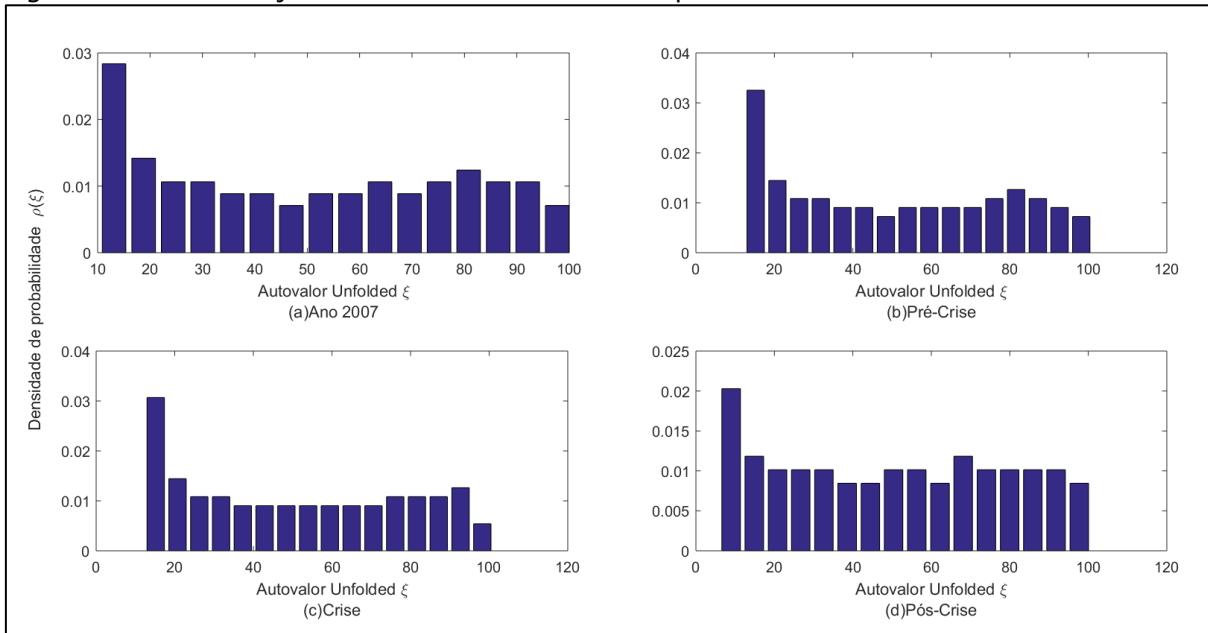 Densidade de probabilidade ρ(ξ)
0.03
0.02
0.01
0
10 20 30 40 50 60 70 80 90 100
Autovalor Unfolded ξ
(a)Ano 2007
0.04
0.03
0.02
0.01
0
0 20 40 60 80 100 120
Autovalor Unfolded ξ
(b)Pré-Crise
0.04
0.03
0.02
0.01
0
0 20 40 60 80 100 120
Autovalor Unfolded ξ
(c)Crise
0.025
0.02
0.015
0.01
0.005
0
0 20 40 60 80 100 120
Autovalor Unfolded ξ
(d)Pós-Crise